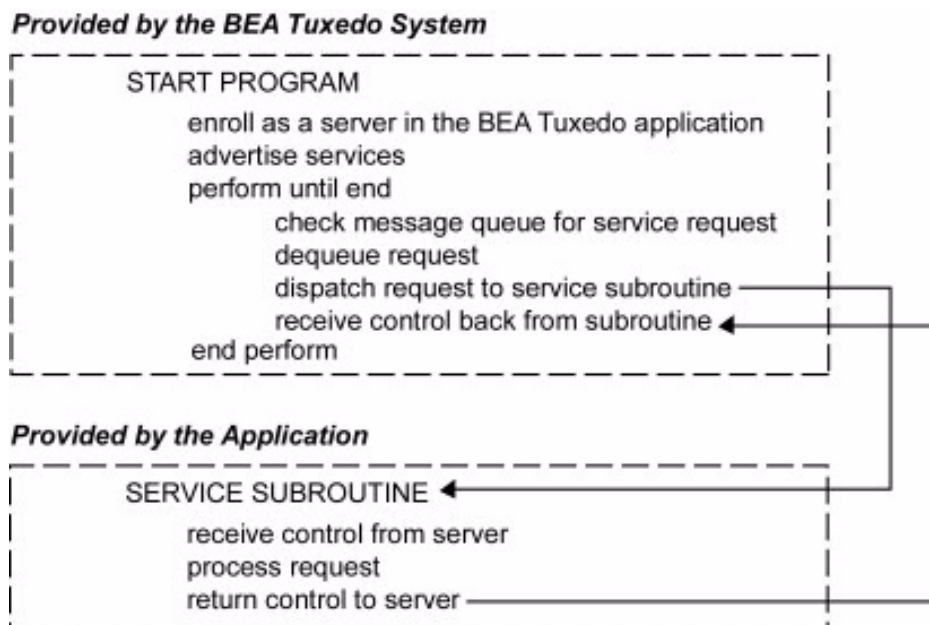 Provided by the BEA Tuxedo System
START PROGRAM
enroll as a server in the BEA Tuxedo application
advertise services
perform until end
check message queue for service request
dequeue request
dispatch request to service subroutine
receive control back from subroutine
end perform
Provided by the Application
SERVICE SUBROUTINE
receive control from server
process request
return control to server